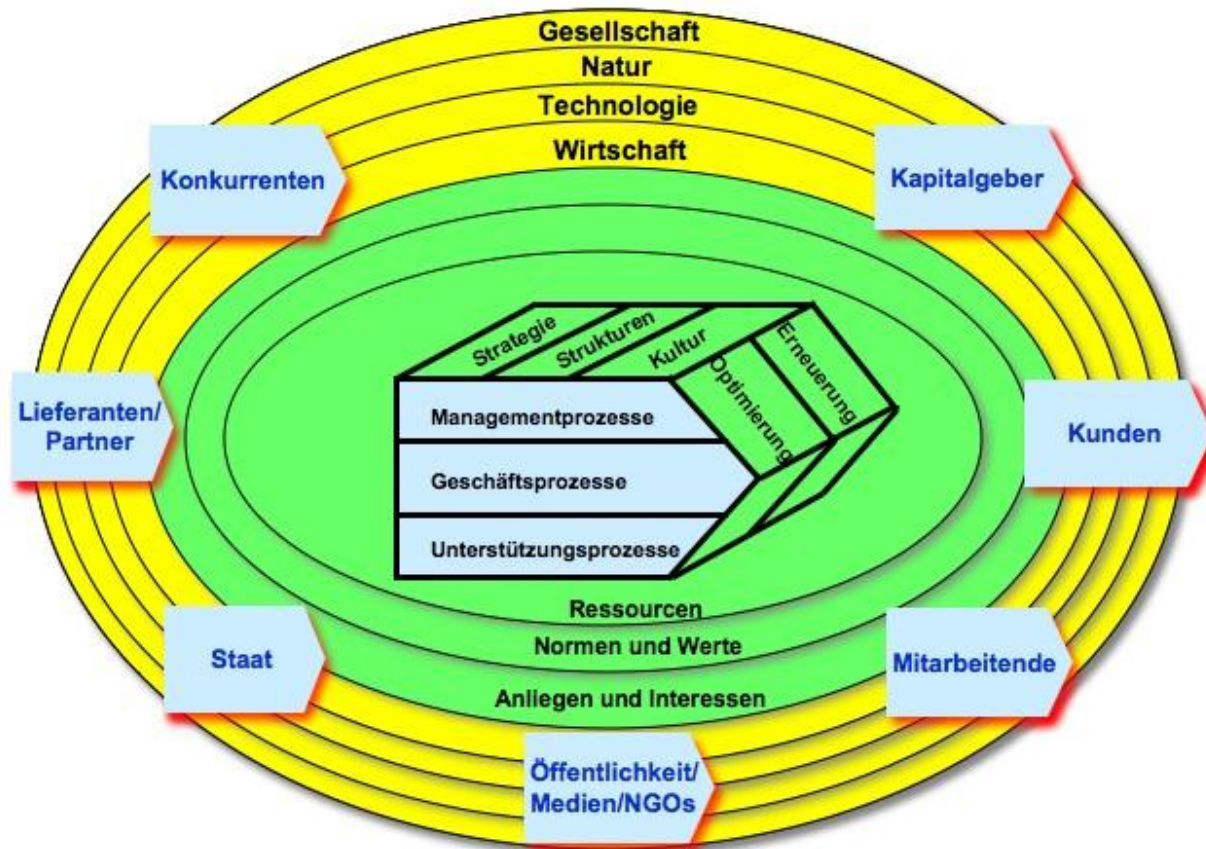 Gesellschaft
Natur
Technologie
Wirtschaft
Konkurrenten
Kapitalgeber
Strategie
Strukturen
Kultur
Optimierung
Erneuerung
Lieferanten/
Partner
Managementprozesse
Geschäftsprozesse
Unterstützungsprozesse
Kunden
Ressourcen
Normen und Werte
Anliegen und Interessen
Staat
Mitarbeitende
Öffentlichkeit/
Medien/NGOs